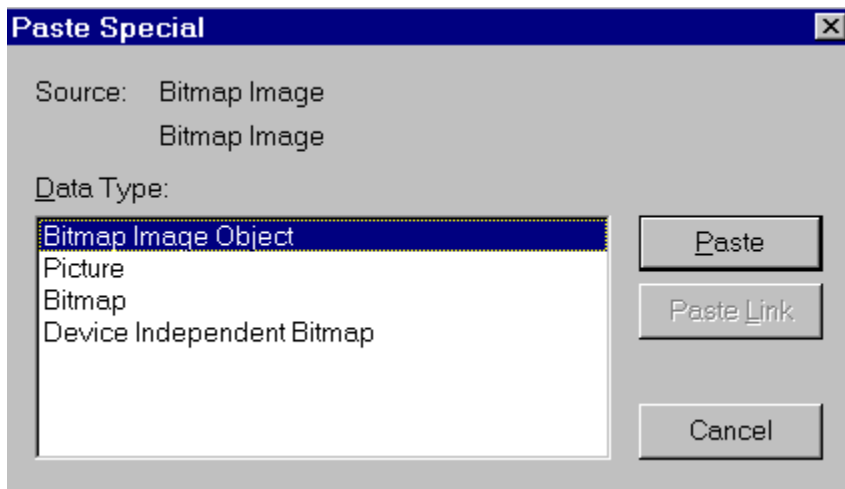 Paste Special
Source: Bitmap Image
Bitmap Image
Data Type:
Bitmap Image Object
Picture
Bitmap
Device Independent Bitmap
Paste
Paste Link
Cancel